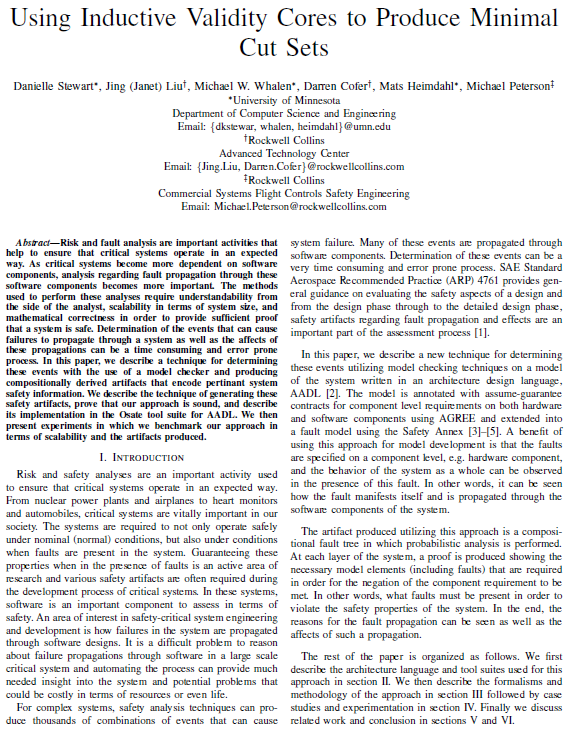 Using Inductive Validity Cores to Produce Minimal
Cut Sets
Danielle Stewart*, Jing (Janet) Liu†, Michael W. Whalen*, Darren Cofer†, Mats Heimdahl*, Michael Peterson‡
*University of Minnesota
Department of Computer Science and Engineering
Email: {dkstewar, whalen, heimdahl}@umn.edu
†Rockwell Collins
Advanced Technology Center
Email: {Jing.Liu, Darren.Cofer}@rockwellcollins.com
‡Rockwell Collins
Commercial Systems Flight Controls Safety Engineering
Email: Michael.Peterson@rockwellcollins.com
Abstract—Risk and fault analysis are important activities that
help to ensure that critical systems operate in an expected
way. As critical systems become more dependent on software
components, analysis regarding fault propagation through these
software components becomes more important. The methods
used to perform these analyses require understandability from
the side of the analyst, scalability in terms of system size, and
mathematical correctness in order to provide sufficient proof
that a system is safe. Determination of the events that can cause
failures to propagate through a system as well as the affects of
these propagations can be a time consuming and error prone
process. In this paper, we describe a technique for determining
these events with the use of a model checker and producing
compositionally derived artifacts that encode pertinant system
safety information. We describe the technique of generating these
safety artifacts, prove that our approach is sound, and describe
its implementation in the Osate tool suite for AADL. We then
present experiments in which we benchmark our approach in
terms of scalability and the artifacts produced.
I. INTRODUCTION
Risk and safety analyses are an important activity used
to ensure that critical systems operate in an expected way.
From nuclear power plants and airplanes to heart monitors
and automobiles, critical systems are vitally important in our
society. The systems are required to not only operate safely
under nominal (normal) conditions, but also under conditions
when faults are present in the system. Guaranteeing these
properties when in the presence of faults is an active area of
research and various safety artifacts are often required during
the development process of critical systems. In these systems,
software is an important component to assess in terms of
safety. An area of interest in safety-critical system engineering
and development is how failures in the system are propagated
through software designs. It is a difficult problem to reason
about failure propagations through software in a large scale
critical system and automating the process can provide much
needed insight into the system and potential problems that
could be costly in terms of resources or even life.
For complex systems, safety analysis techniques can pro-
duce thousands of combinations of events that can cause
system failure. Many of these events are propagated through
software components. Determination of these events can be a
very time consuming and error prone process. SAE Standard
Aerospace Recommended Practice (ARP) 4761 provides gen-
eral guidance on evaluating the safety aspects of a design and
from the design phase through to the detailed design phase,
safety artifacts regarding fault propagation and effects are an
important part of the assessment process [1].
In this paper, we describe a new technique for determining
these events utilizing model checking techniques on a model
of the system written in an architecture design language,
AADL [2]. The model is annotated with assume-guarantee
contracts for component level requirements on both hardware
and software components using AGREE and extended into
a fault model using the Safety Annex [3]–[5]. A benefit of
using this approach for model development is that the faults
are specified on a component level, e.g. hardware component,
and the behavior of the system as a whole can be observed
in the presence of this fault. In other words, it can be seen
how the fault manifests itself and is propagated through the
software components of the system.
The artifact produced utilizing this approach is a composi-
tional fault tree in which probabilistic analysis is performed.
At each layer of the system, a proof is produced showing the
necessary model elements (including faults) that are required
in order for the negation of the component requirement to be
met. In other words, what faults must be present in order to
violate the safety properties of the system. In the end, the
reasons for the fault propagation can be seen as well as the
affects of such a propagation.
The rest of the paper is organized as follows. We first
describe the architecture language and tool suites used for this
approach in section II. We then describe the formalisms and
methodology of the approach in section III followed by case
studies and experimentation in section IV. Finally we discuss
related work and conclusion in sections V and VI.